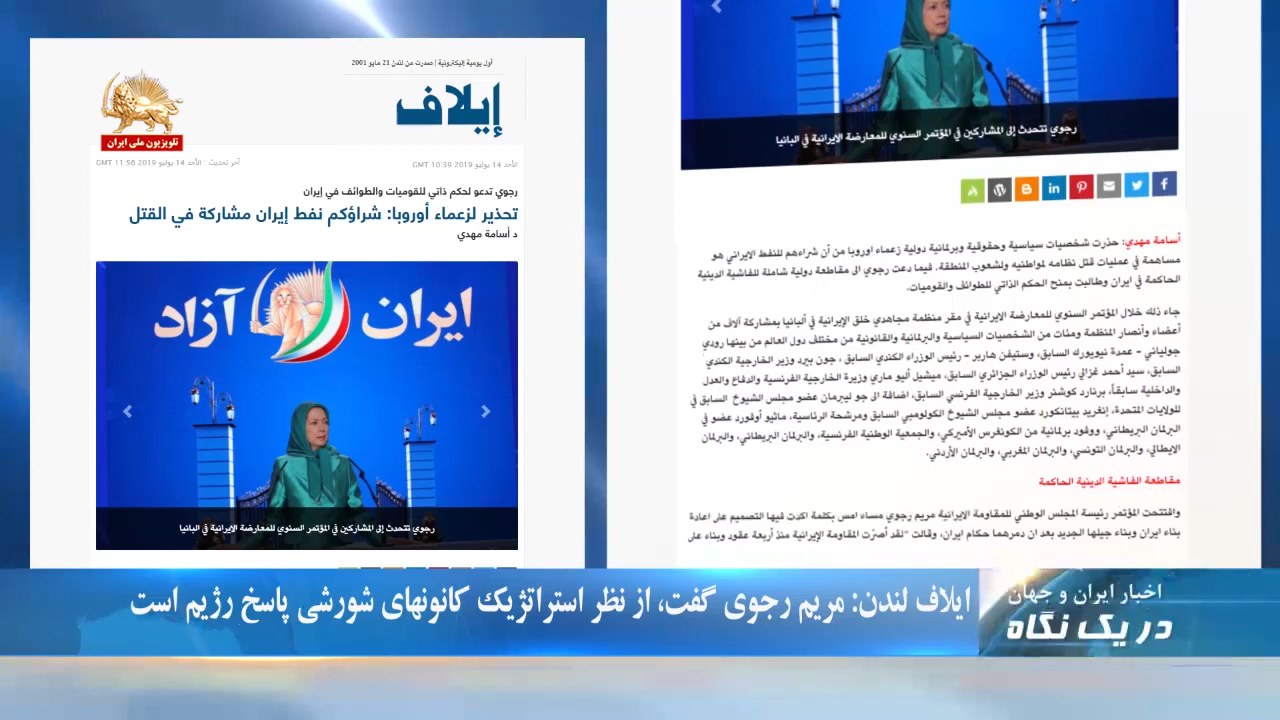 أول يومية إليكترونية | صدرت من لندن 21 مايو 2001
إيلاف
تلویزیون ملی ایران
الأحد 14 يوليو 2019 10:39 GMT
آخر تحديث : الأحد 14 يوليو 2019 11:56 GMT
رجوي تدعو لحكم ذاتي للقوميات والطوائف في إيران
تحذير لزعماء أوروبا: شراؤكم نفط إيران مشاركة في القتل
د أسامة مهدي
ایران آزاد
رجوي تتحدث إلى المشاركين في المؤتمر السنوي للمعارضة الايرانية في البانيا
رجوي تتحدث إلى المشاركين في المؤتمر السنوي للمعارضة الايرانية في البانيا
أسامة مهدي: حذرت شخصيات سياسية وحقوقية وبرلمانية دولية زعماء اوروبا من أن شراءهم للنفط الايراني هو
مساهمة في عمليات قتل نظامه لمواطنيه ولشعوب المنطقة. فيما دعت رجوي الى مقاطعة دولية شاملة للفاشية الدينية
الحاكمة في ايران وطالبت بمنح الحكم الذاتي للطوائف والقوميات.
جاء ذلك خلال المؤتمر السنوي للمعارضة الايرانية في مقر منظمة مجاهدي خلق الإيرانية في ألبانيا بمشاركة آلاف من
أعضاء وأنصار المنظمة ومئات من الشخصيات السياسية والبرلمانية والقانونية من مختلف دول العالم من بينها رودي
جولياني – عمدة نيويورك السابق، وستيفن هاربر – رئيس الوزراء الكندي السابق ، جون بيرد وزير الخارجية الكندي
السابق، سيد أحمد غزالي رئيس الوزراء الجزائري السابق، ميشيل أليو ماري وزيرة الخارجية الفرنسية والدفاع والعدل
والداخلية سابقاً، برنارد كوشنر وزير الخارجية الفرنسي السابق، اضافة الى جو ليبرمان عضو مجلس الشيوخ السابق في
للولايات المتحدة، إنغريد بيتانكورد عضو مجلس الشيوخ الكولومبي السابق ومرشحة الرئاسية، ماثيو أوفورد عضو في
البرلمان البريطاني، ووفود برلمانية من الكونغرس الأميركي، والجمعية الوطنية الفرنسية، والبرلمان البريطاني، والبرلمان
الايطالي، والبرلمان التونسي، والبرلمان المغربي، والبرلمان الأردني.
مقاطعة الفاشية الدينية الحاكمة
وافتتحت المؤتمر رئيسة المجلس الوطني للمقاومة الإيرانية مريم رجوي مساء امس بكلمة اكدت فيها التصميم على اعادة
بناء ايران وبناء جيلها الجديد بعد ان دمرهما حكام ايران، وقالت "لقد أصرّت المقاومة الإيرانية منذ أربعة عقود وبناء على
اخبار ایران و جهان
در یک نگاه
ایلاف لندن: مریم رجوی گفت، از نظر استراتژیک کانونهای شورشی پاسخ رژیم است